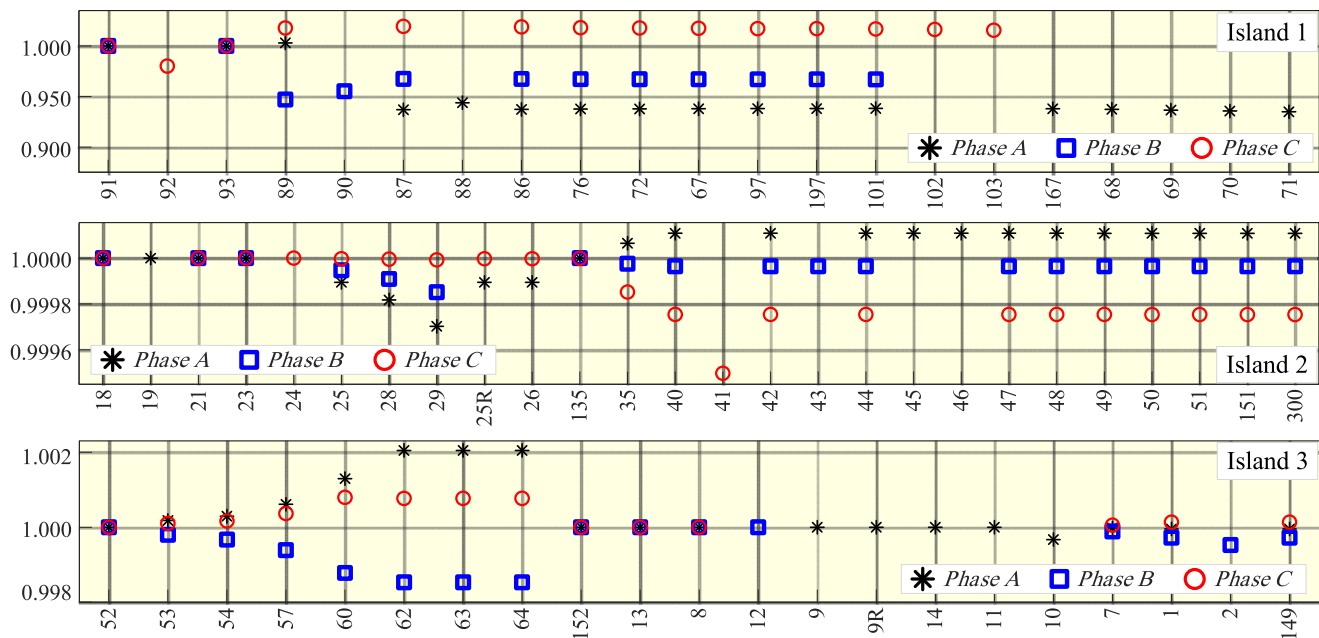 Island 1
1.000
0.950
0.900
Phase A Phase B Phase C
91 92 93 89 90 87 88 86 76 72 67 97 197 101 102 103 167 68 69 70 71
1.0000
0.9998
0.9996
Phase A Phase B Phase C
Island 2
18 19 21 23 24 25 28 29 25R 26 135 35 40 41 42 43 44 45 46 47 48 49 50 51 151 300
1.002
Island 3
1.000
0.998
Phase A Phase B Phase C
52 53 54 57 60 62 63 64 152 13 8 12 9 9R 14 11 10 7 1 2 149